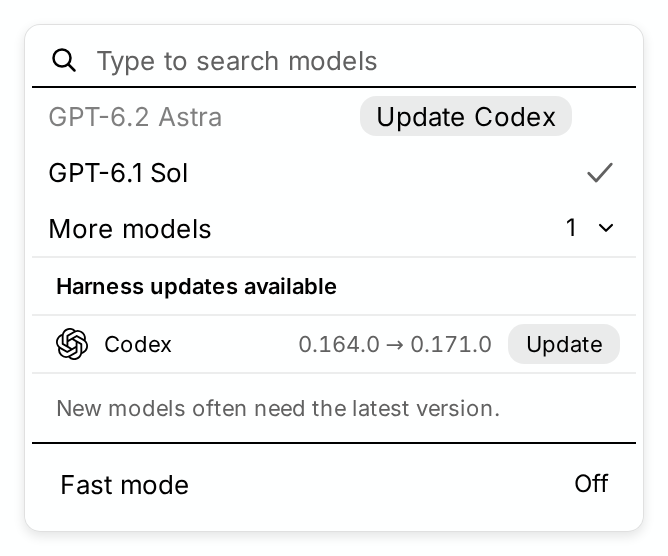 Type to search models
GPT-6.2 Astra Update Codex
GPT-6.1 Sol
More models 1
Harness updates available
Codex 0.164.0 → 0.171.0 Update
New models often need the latest version.
Fast mode Off